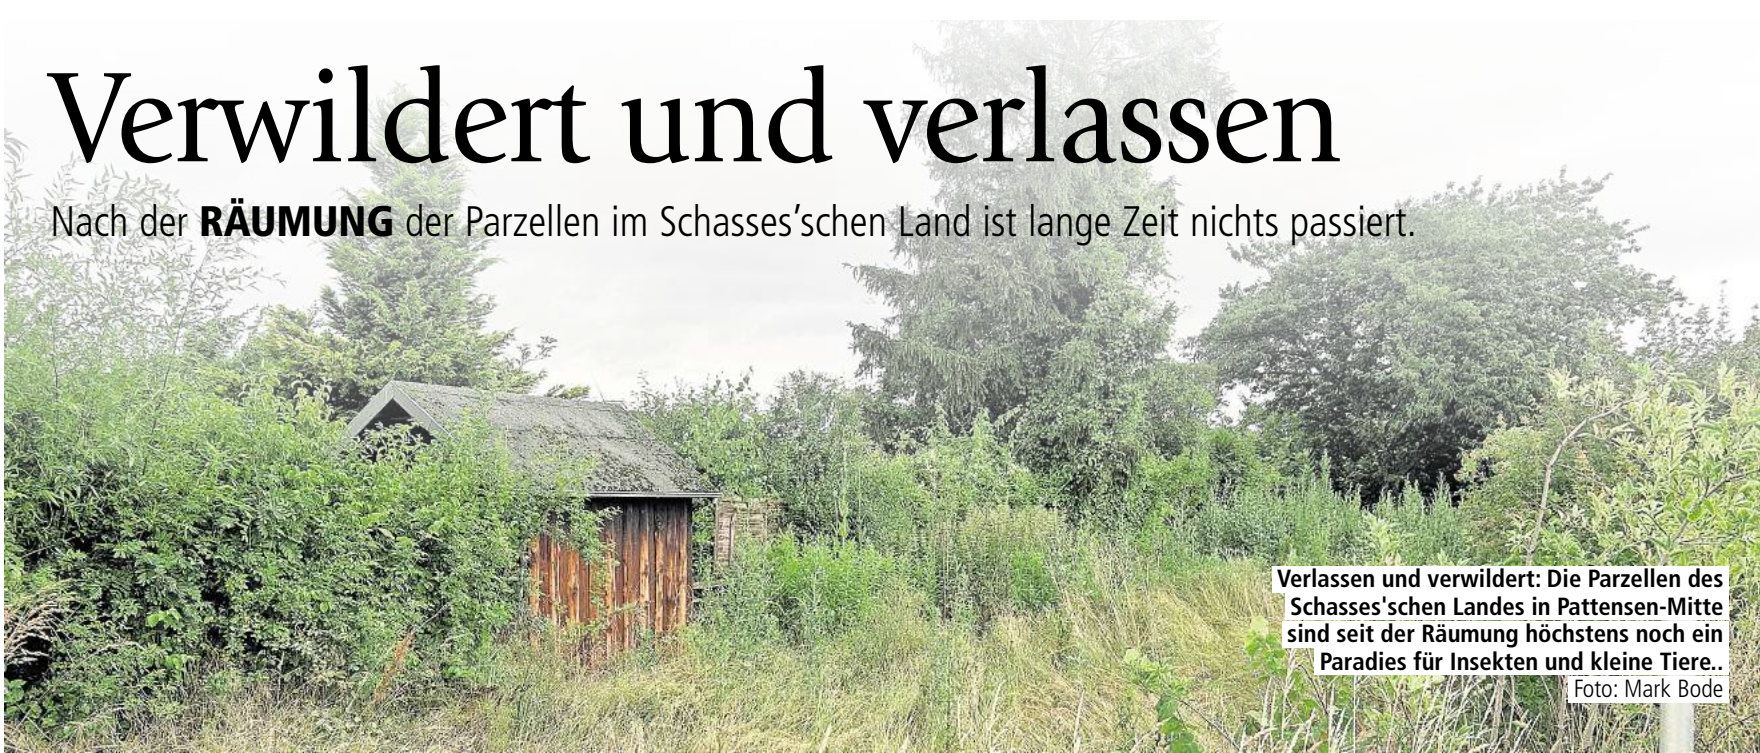 Verwildert und verlassen
Nach der RÄUMUNG der Parzellen im Schasses’schen Land ist lange Zeit nichts passiert.
Verlassen und verwildert: Die Parzellen des
Schasses'schen Landes in Pattensen-Mitte
sind seit der Räumung höchstens noch ein
Paradies für Insekten und kleine Tiere..
Foto: Mark Bode